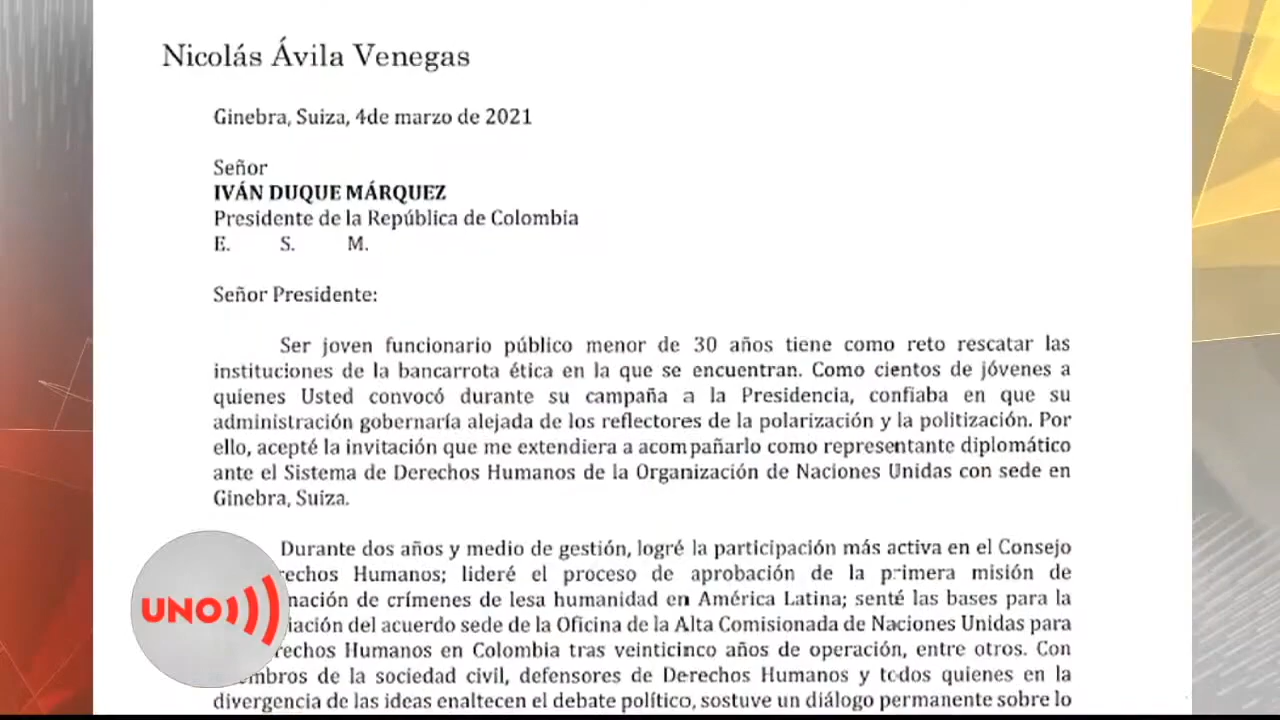 Nicolás Ávila Venegas
Ginebra, Suiza, 4de marzo de 2021
Señor
IVÁN DUQUE MÁRQUEZ
Presidente de la República de Colombia
E. S. M.
Señor Presidente:
Ser joven funcionario público menor de 30 años tiene como reto rescatar las
instituciones de la bancarrota ética en la que se encuentran. Como cientos de jóvenes a
quienes Usted convocó durante su campaña a la Presidencia, confiaba en que su
administración gobernaría alejada de los reflectores de la polarización y la politización. Por
ello, acepté la invitación que me extendiera a acompañarlo como representante diplomático
ante el Sistema de Derechos Humanos de la Organización de Naciones Unidas con sede en
Ginebra, Suiza.
Durante dos años y medio de gestión, logré la participación más activa en el Consejo
Humanos; lideré el proceso de aprobación de la primera misión de
de crímenes de lesa humanidad en América Latina; senté las bases para la
del acuerdo sede de la Oficina de la Alta Comisionada de Naciones Unidas para
Humanos en Colombia tras veinticinco años de operación, entre otros. Con
de la sociedad civil, defensores de Derechos Humanos y todos quienes en la
divergencia de las ideas enaltecen el debate político, sostuve un diálogo permanente sobre lo
UNO